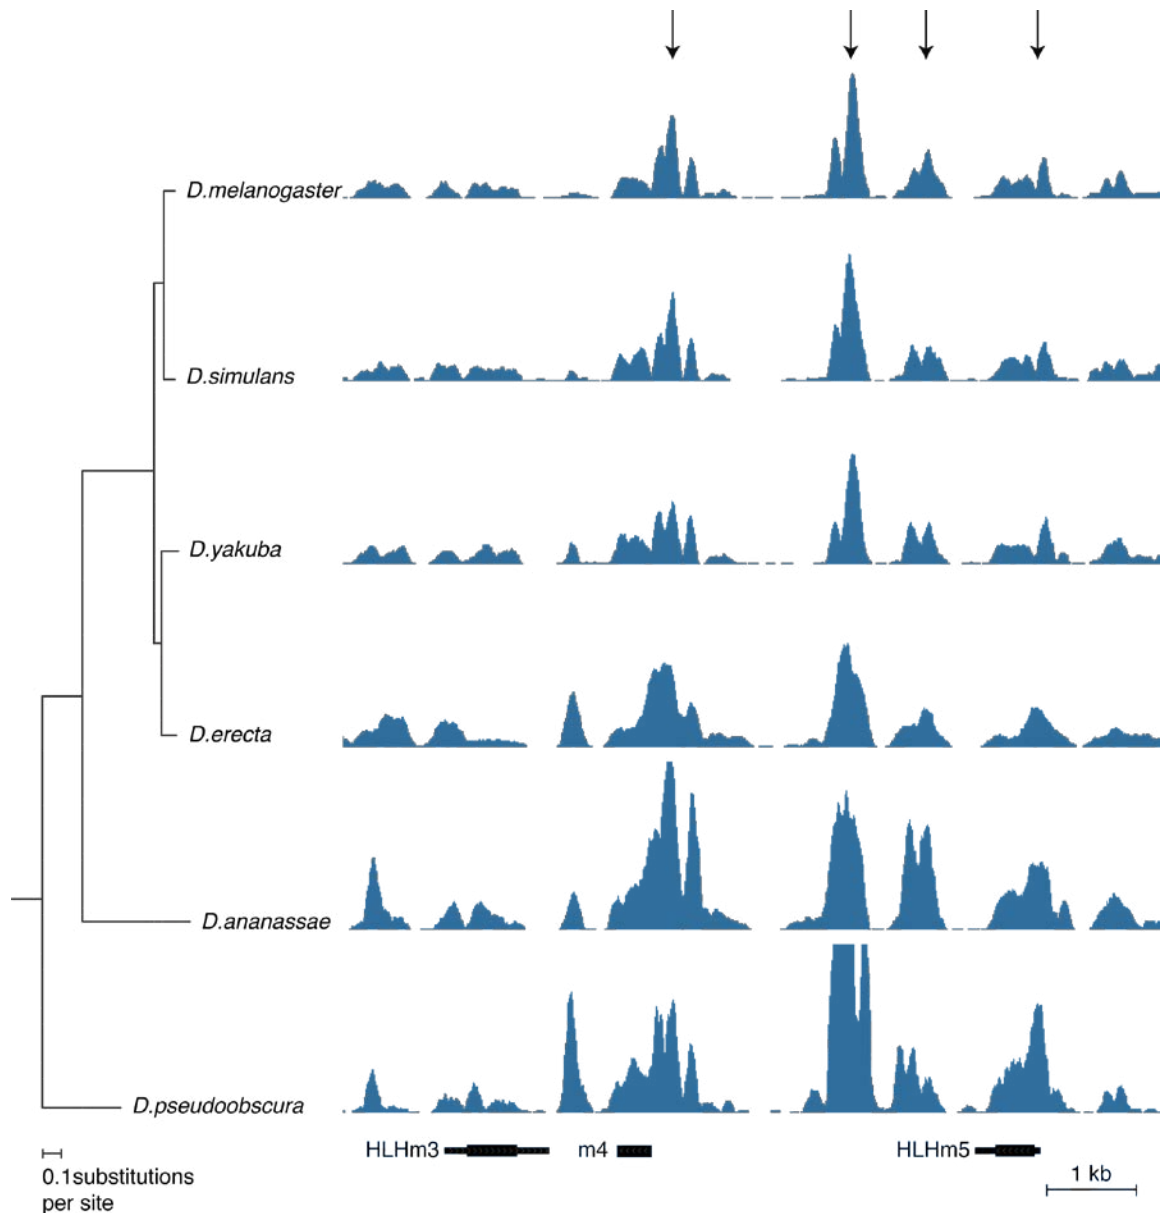 D.melanogaster
D.simulans
D.yakuba
D.erecta
D.ananassae
D.pseudoobscura
HLHm3
m4
HLHm5
0.1substitutions
per site
1 kb